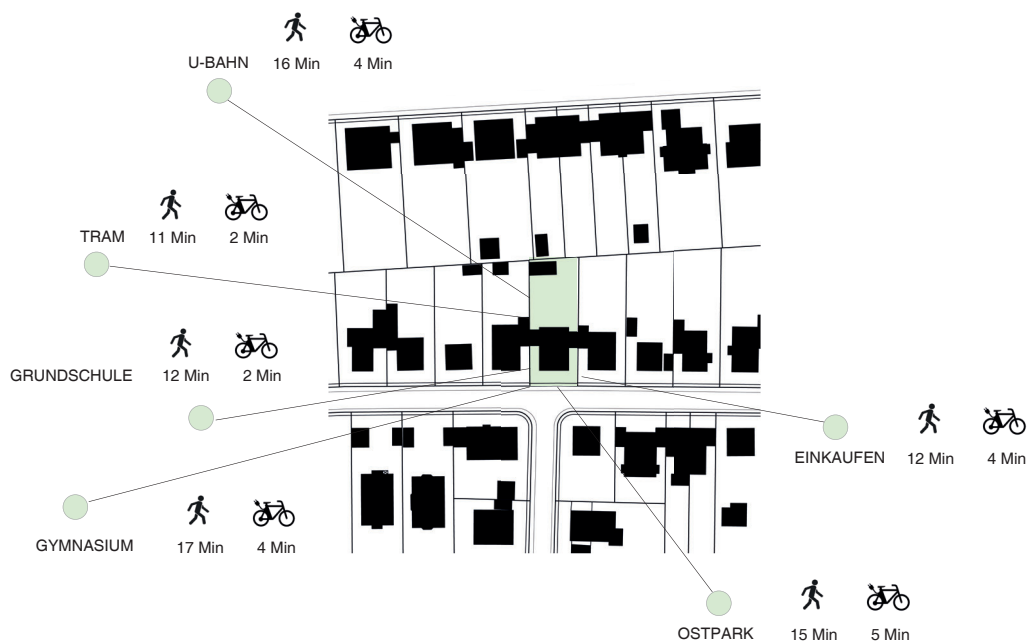 U-BAHN 16 Min 4 Min
TRAM 11 Min 2 Min
GRUNDSCHULE 12 Min 2 Min
EINKAUFEN 12 Min 4 Min
GYMNASIUM 17 Min 4 Min
OSTPARK 15 Min 5 Min